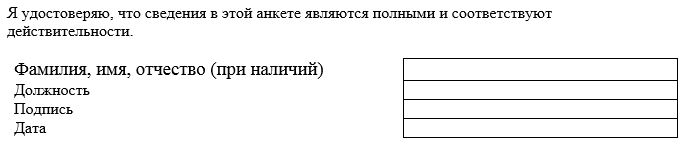 Я удостоверяю, что сведения в этой анкете являются полными и соответствуют
действительности.
Фамилия, имя, отчество (при наличий)
Должность
Подпись
Дата